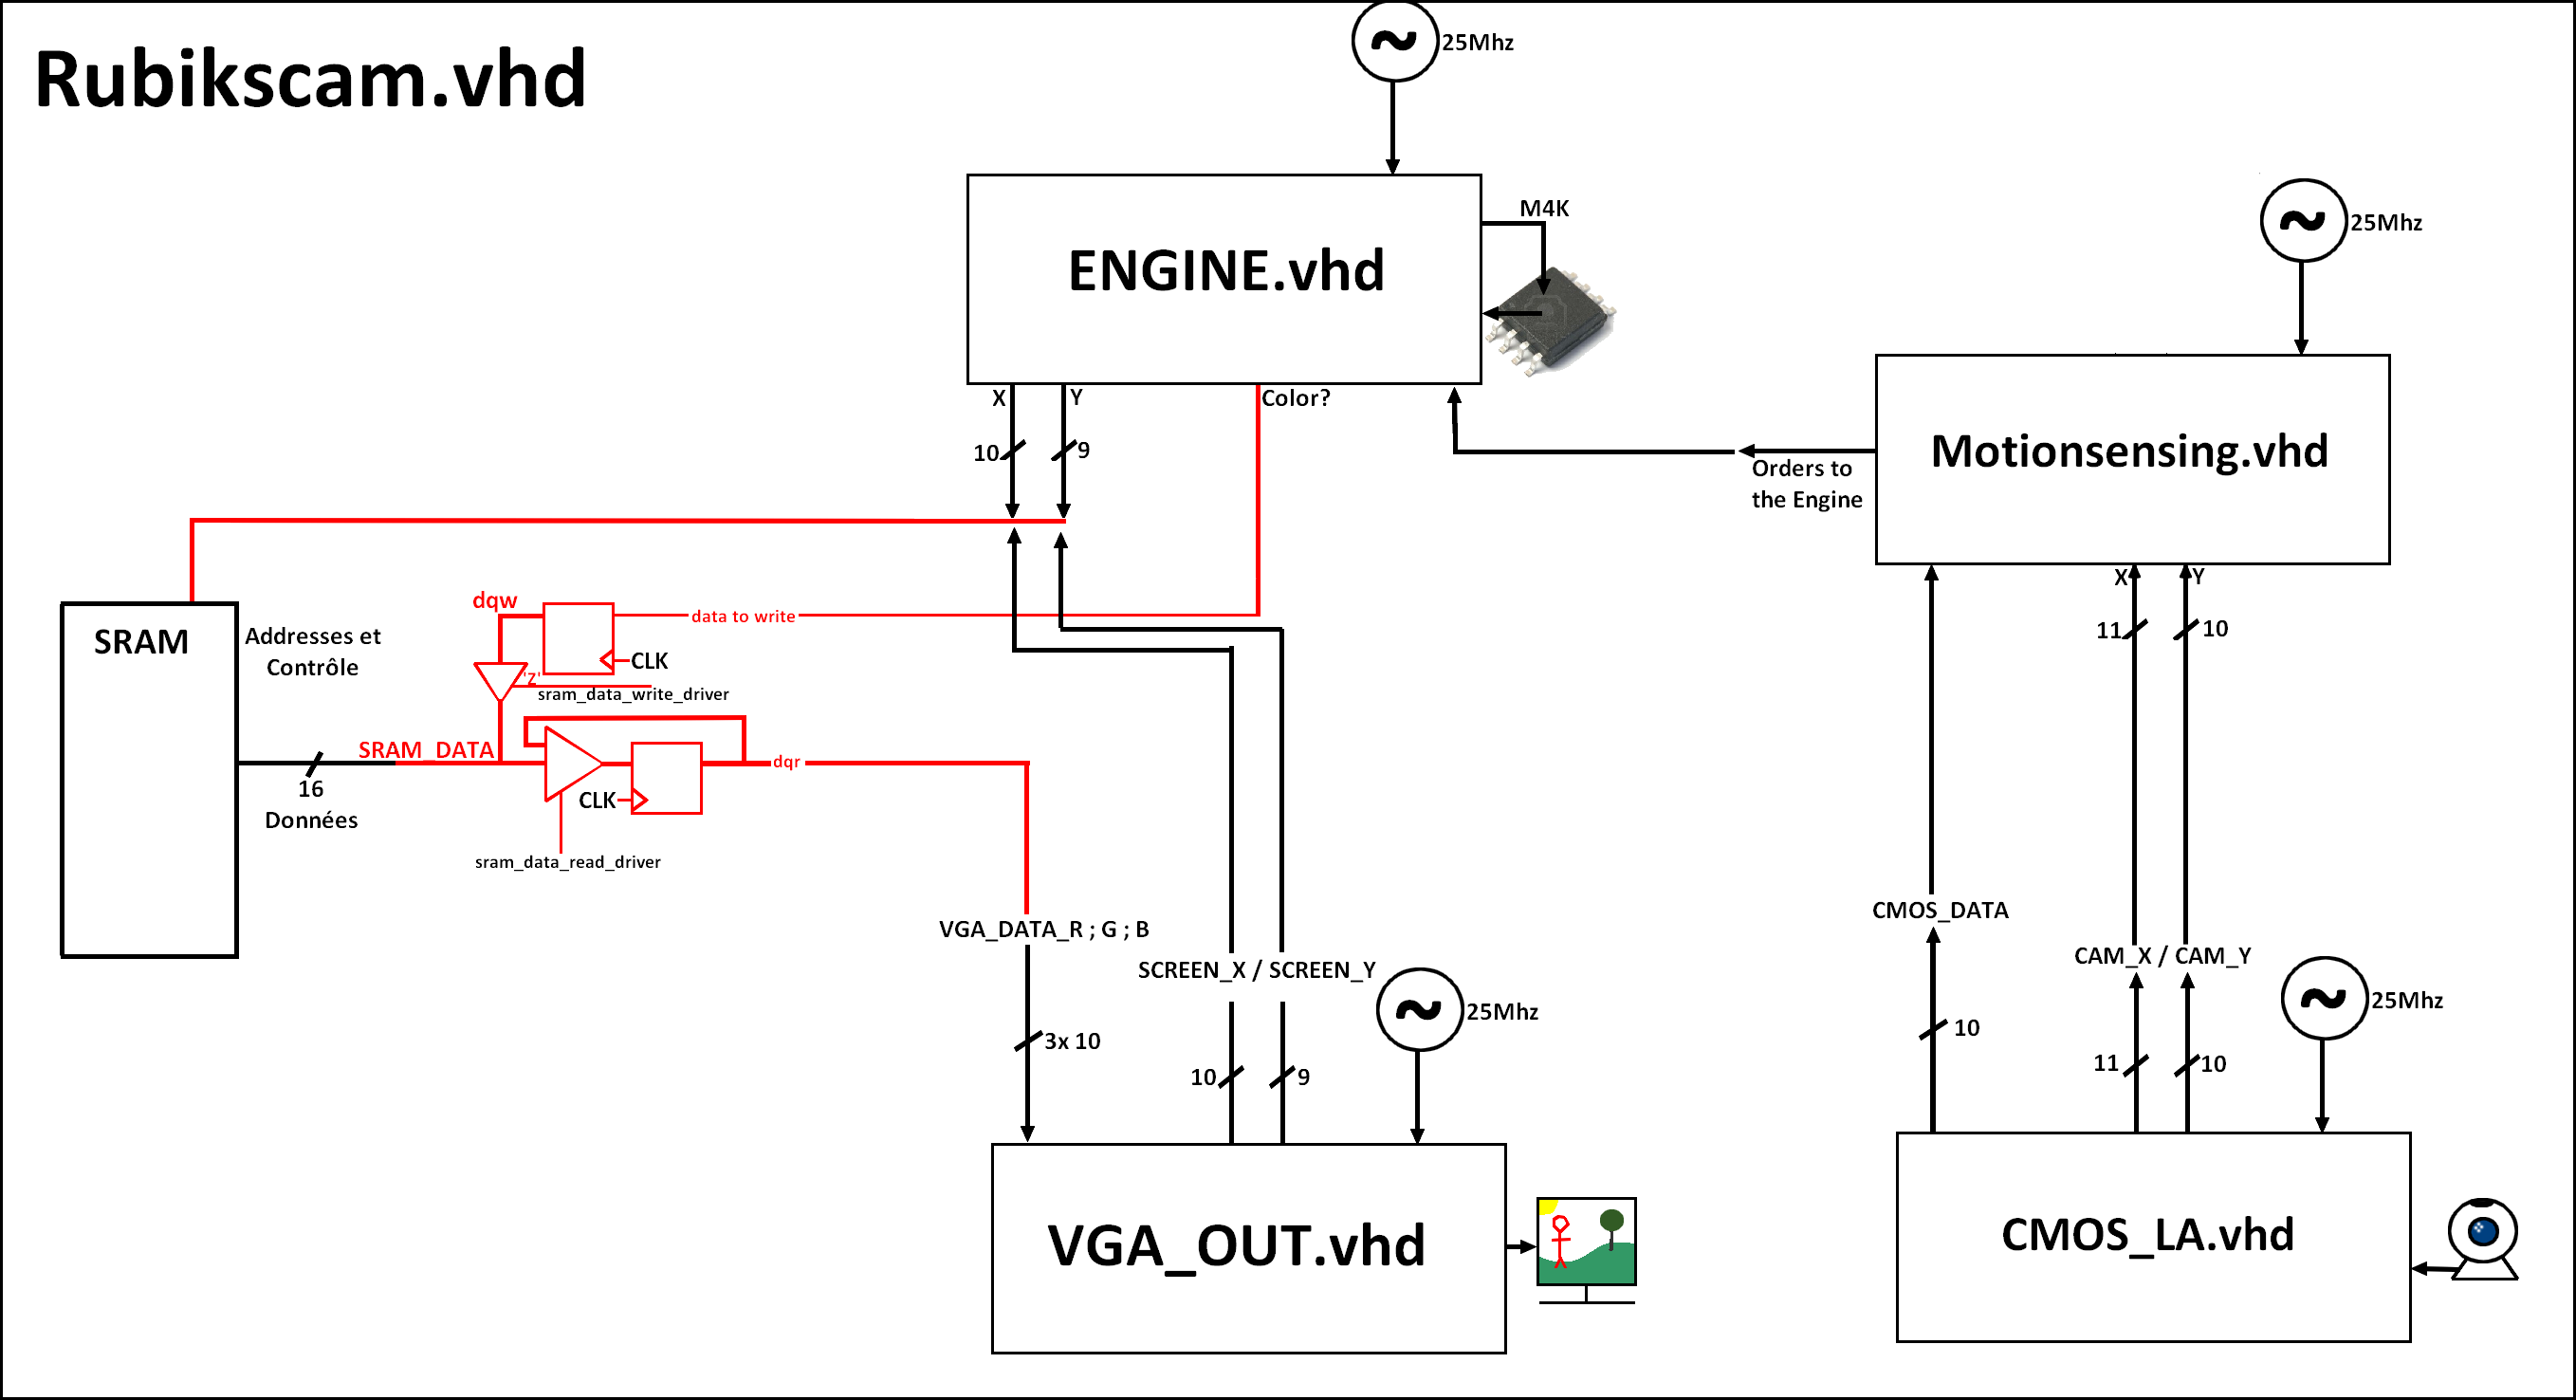 Rubikscam.vhd
25Mhz
M4K
ENGINE.vhd
25Mhz
X
Y
Color?
10
9
Motionsensing.vhd
Orders to
the Engine
X
Y
11
10
dqw
data to write
SRAM
Addresses et
Contrôle
CLK
'Z'
sram_data_write_driver
SRAM_DATA
dqr
16
Données
CLK
sram_data_read_driver
VGA_DATA_R ; G ; B
SCREEN_X / SCREEN_Y
25Mhz
3x 10
10
9
CMOS_DATA
CAM_X / CAM_Y
25Mhz
10
11
10
VGA_OUT.vhd
CMOS_LA.vhd